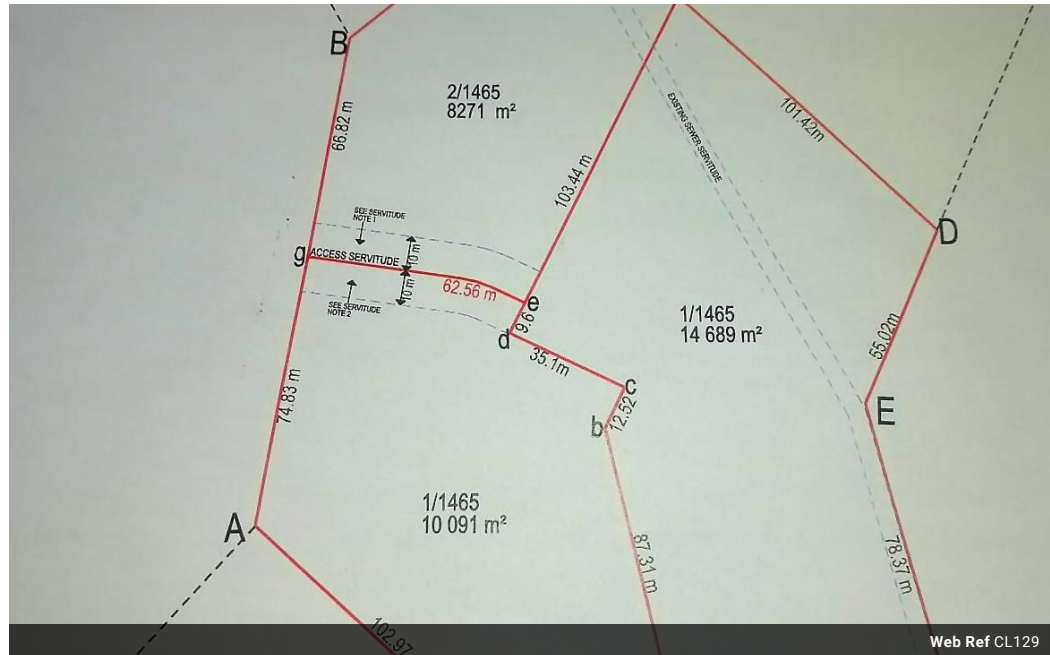 B
2/1465
8271 m²
66.82 m
103.44 m
EXISTING SEWER SERVITUDE
101.42m
D
SEE SERVITUDE
NOTE 1
g
ACCESS SERVITUDE
10 m
10 m
62.56 m
e
9.6
SEE SERVITUDE
NOTE 2
d
35.1m
c
12.52
b
1/1465
14 689 m²
55.02m
E
74.83 m
1/1465
10 091 m²
A
87.31 m
78.37 m
102.97
Web Ref CL129